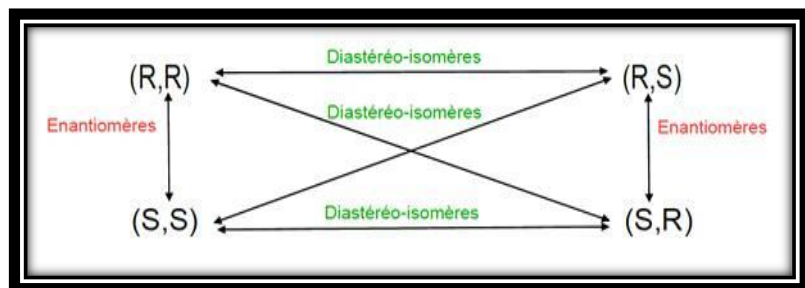 Diastéréo-isomères
(R,R) (R,S)
Diastéréo-isomères
Enantiomères Enantiomères
Diastéréo-isomères
(S,S) (S,R)